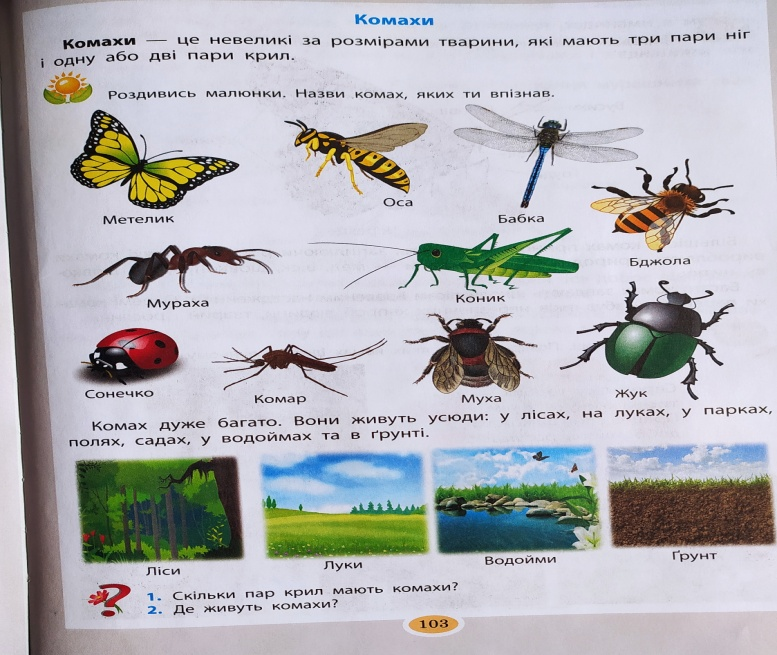 Комахи
Комахи — це невеликі за розмірами тварини, які мають три пари ніг
і одну або дві пари крил.
Роздивись малюнки. Назви комах, яких ти впізнав.
Метелик
Оса
Бабка
Бджола
Мураха
Коник
Сонечко
Комар
Муха
Жук
Комах дуже багато. Вони живуть усюди: у лісах, на луках, у парках,
полях, садах, у водоймах та в ґрунті.
Ліси
Луки
Водойми
Ґрунт
1. Скільки пар крил мають комахи?
2. Де живуть комахи?
103